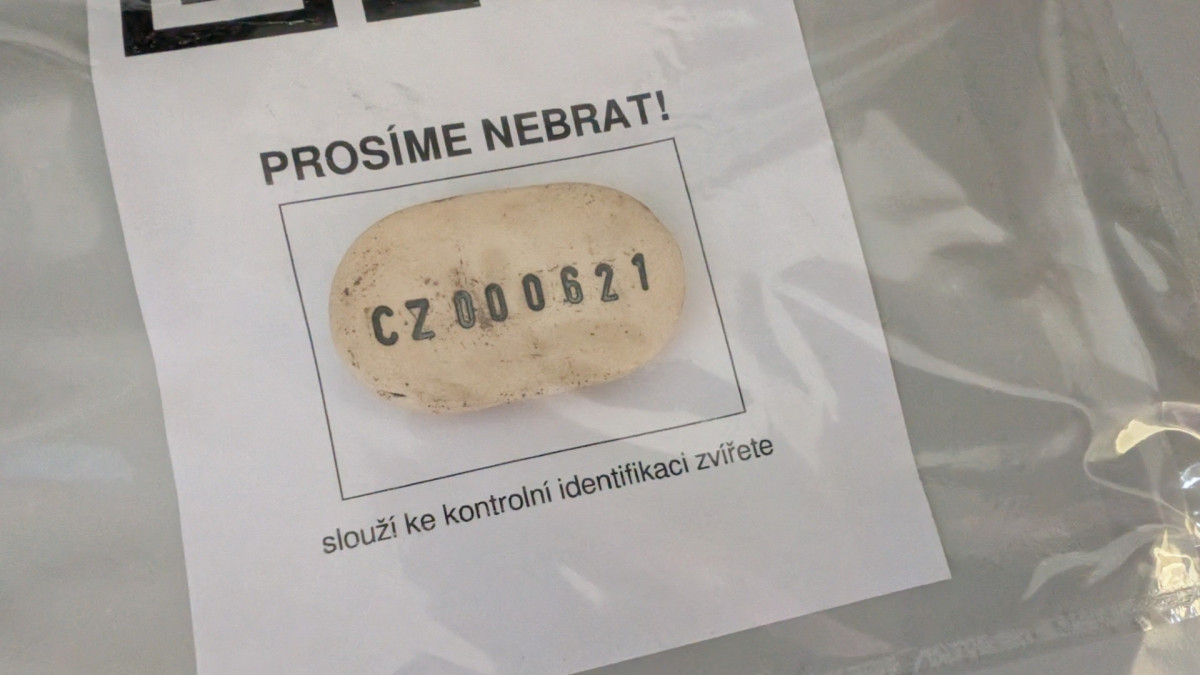 PROSÍME NEBRAT!
CZ000621
slouží ke kontrolní identifikaci zvířete